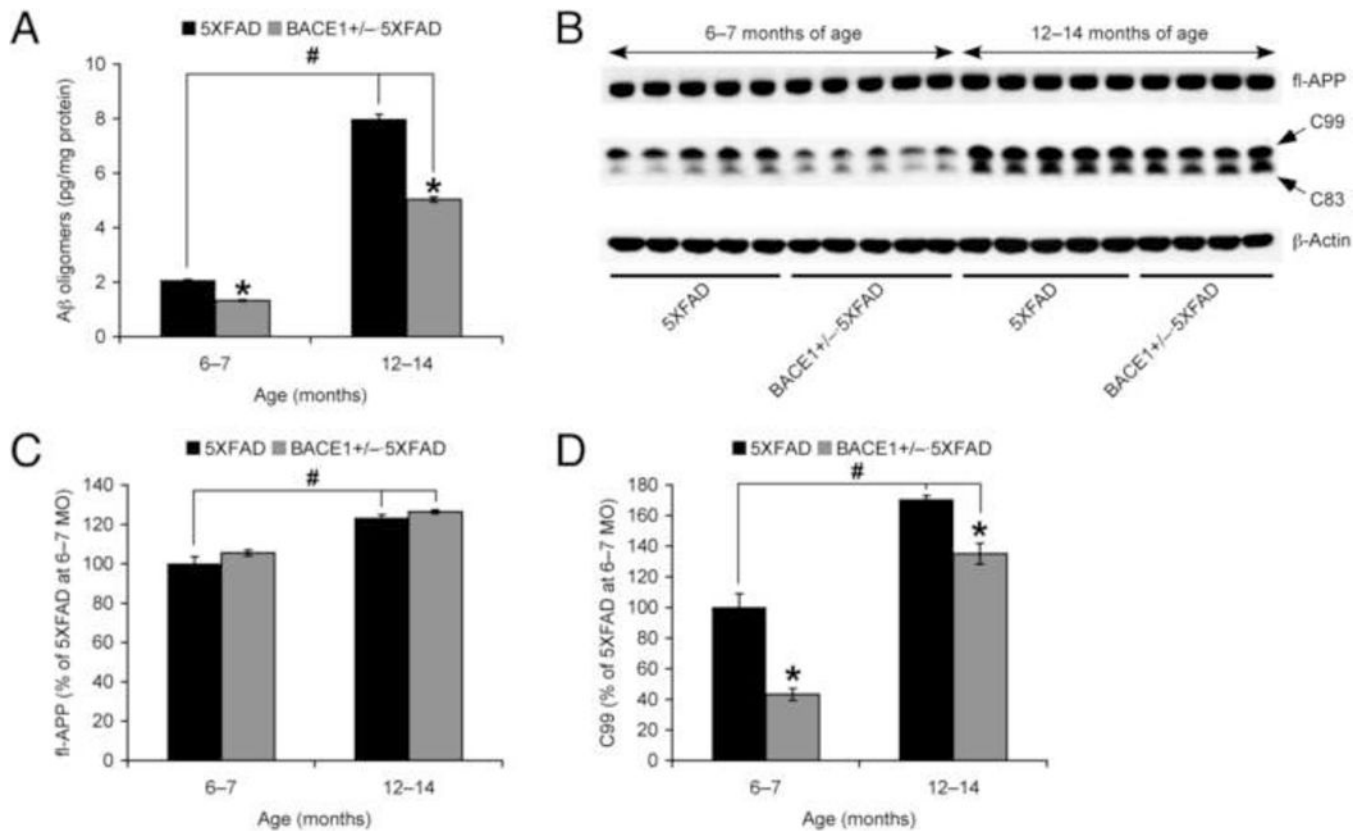 A
5XFAD BACE1+/–·5XFAD
#
10
8
6
4
2
0
*
*
Aβ oligomers (pg/mg protein)
6–7
12–14
Age (months)
B
6–7 months of age
12–14 months of age
fl-APP
C99
C83
β-Actin
5XFAD
BACE1+/–·5XFAD
5XFAD
BACE1+/–·5XFAD
C
5XFAD BACE1+/–·5XFAD
#
140
120
100
80
60
40
20
0
fl-APP (% of 5XFAD at 6–7 MO)
6–7
12–14
Age (months)
D
5XFAD BACE1+/–·5XFAD
#
180
160
140
120
100
80
60
40
20
0
*
*
C99 (% of 5XFAD at 6–7 MO)
6–7
12–14
Age (months)